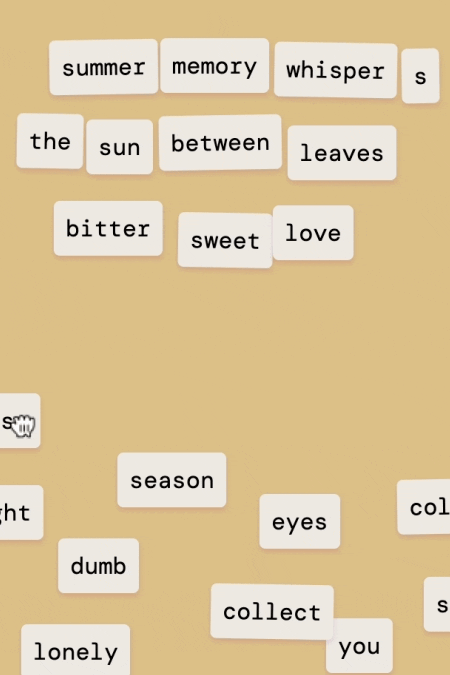 summer memory whisper s
the sun between leaves
bitter sweet love
s
season
ght
eyes
col
dumb
collect
s
you
lonely